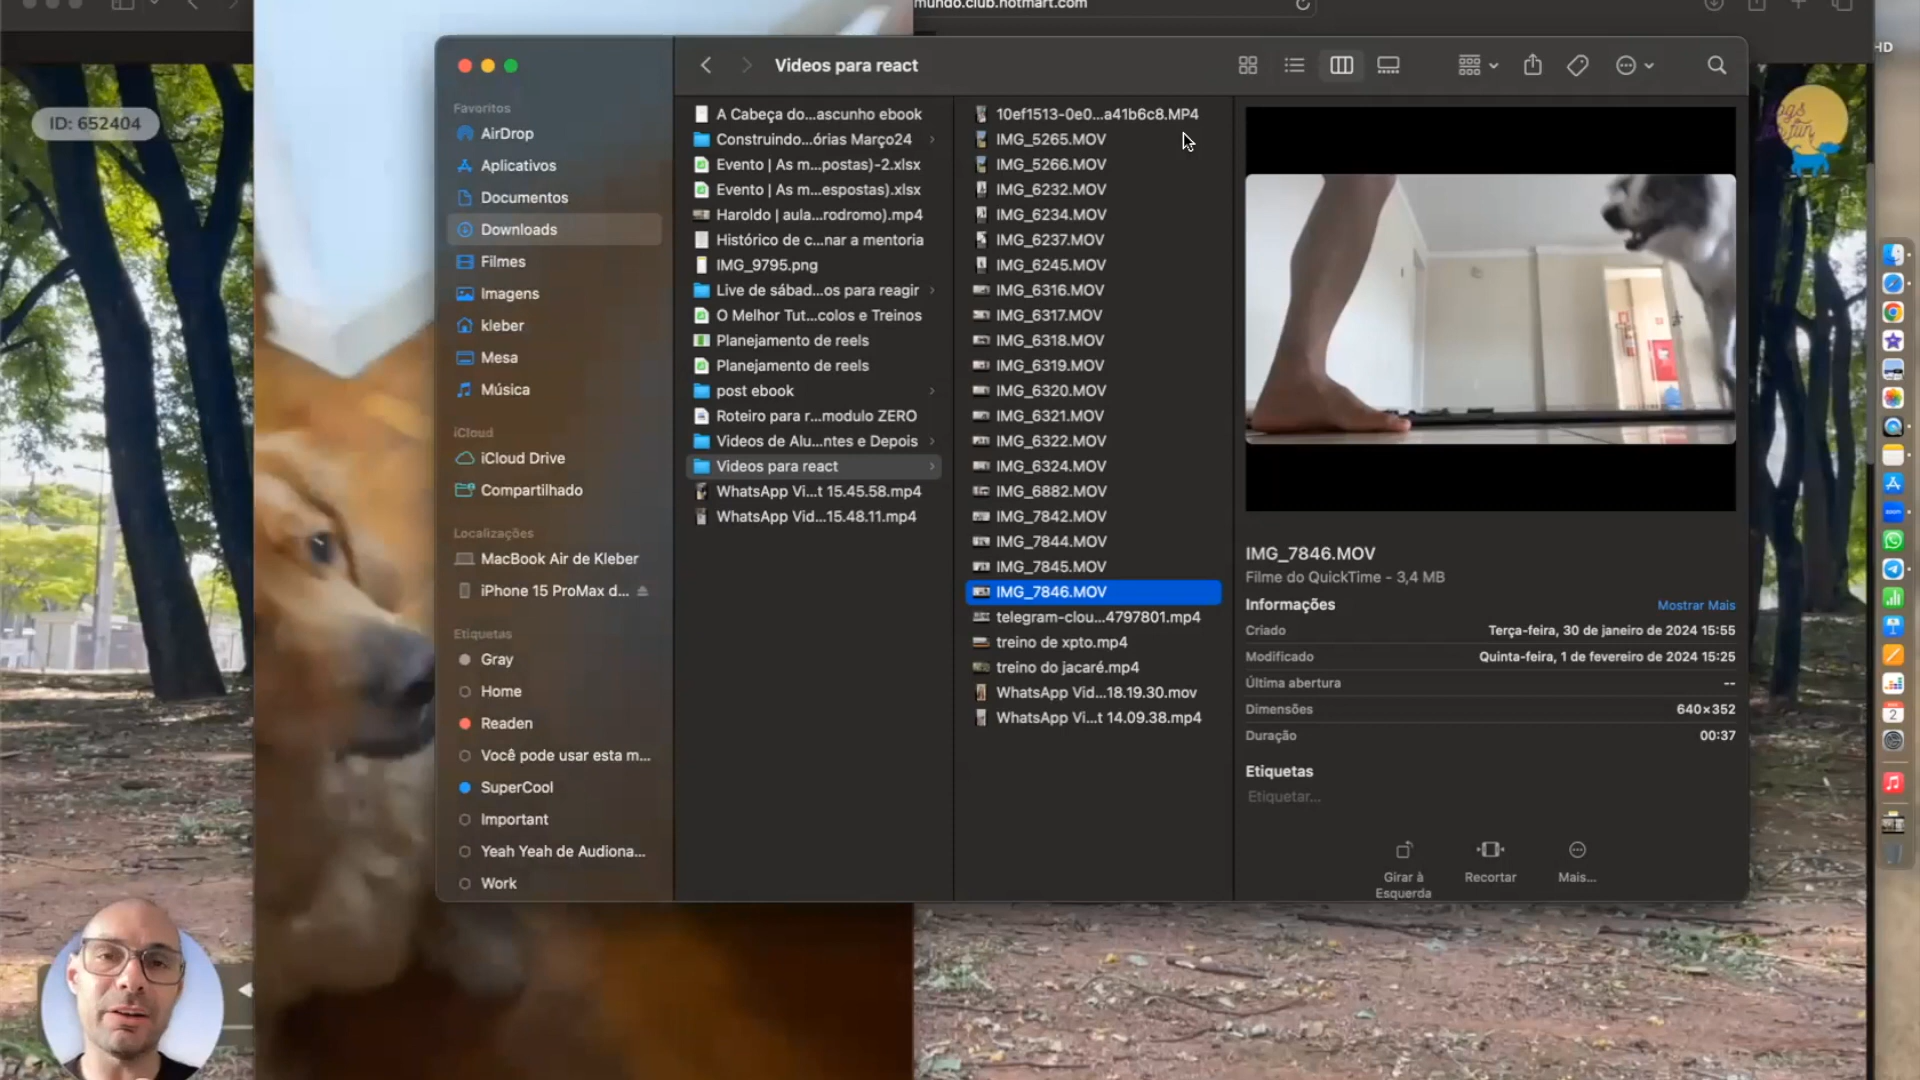 mundo.club.hotmart.com
HD
ID: 652404
dogs
for fun
Videos para react
Favoritos
AirDrop
Aplicativos
Documentos
Downloads
Filmes
Imagens
kleber
Mesa
Música
iCloud
iCloud Drive
Compartilhado
Localizações
MacBook Air de Kleber
iPhone 15 ProMax d...
Etiquetas
Gray
Home
Readen
Você pode usar esta m...
SuperCool
Important
Yeah Yeah de Audiona...
Work
A Cabeça do...ascunho ebook
Construindo...órias Março24
Evento | As m...postas)-2.xlsx
Evento | As m...espostas).xlsx
Haroldo | aula...rodromo).mp4
Histórico de c...nar a mentoria
IMG_9795.png
Live de sábad...os para reagir
O Melhor Tut...colos e Treinos
Planejamento de reels
Planejamento de reels
post ebook
Roteiro para r...modulo ZERO
Videos de Alu...ntes e Depois
Videos para react
WhatsApp Vi...t 15.45.58.mp4
WhatsApp Vid...15.48.11.mp4
10ef1513-0e0...a41b6c8.MP4
IMG_5265.MOV
IMG_5266.MOV
IMG_6232.MOV
IMG_6234.MOV
IMG_6237.MOV
IMG_6245.MOV
IMG_6316.MOV
IMG_6317.MOV
IMG_6318.MOV
IMG_6319.MOV
IMG_6320.MOV
IMG_6321.MOV
IMG_6322.MOV
IMG_6324.MOV
IMG_6882.MOV
IMG_7842.MOV
IMG_7844.MOV
IMG_7845.MOV
IMG_7846.MOV
telegram-clou...4797801.mp4
treino de xpto.mp4
treino do jacaré.mp4
WhatsApp Vid...18.19.30.mov
WhatsApp Vi...t 14.09.38.mp4
IMG_7846.MOV
Filme do QuickTime - 3,4 MB
Informações Mostrar Mais
Criado Terça-feira, 30 de janeiro de 2024 15:55
Modificado Quinta-feira, 1 de fevereiro de 2024 15:25
Última abertura --
Dimensões 640×352
Duração 00:37
Etiquetas
Etiquetar...
Girar à
Esquerda
Recortar
Mais...
2